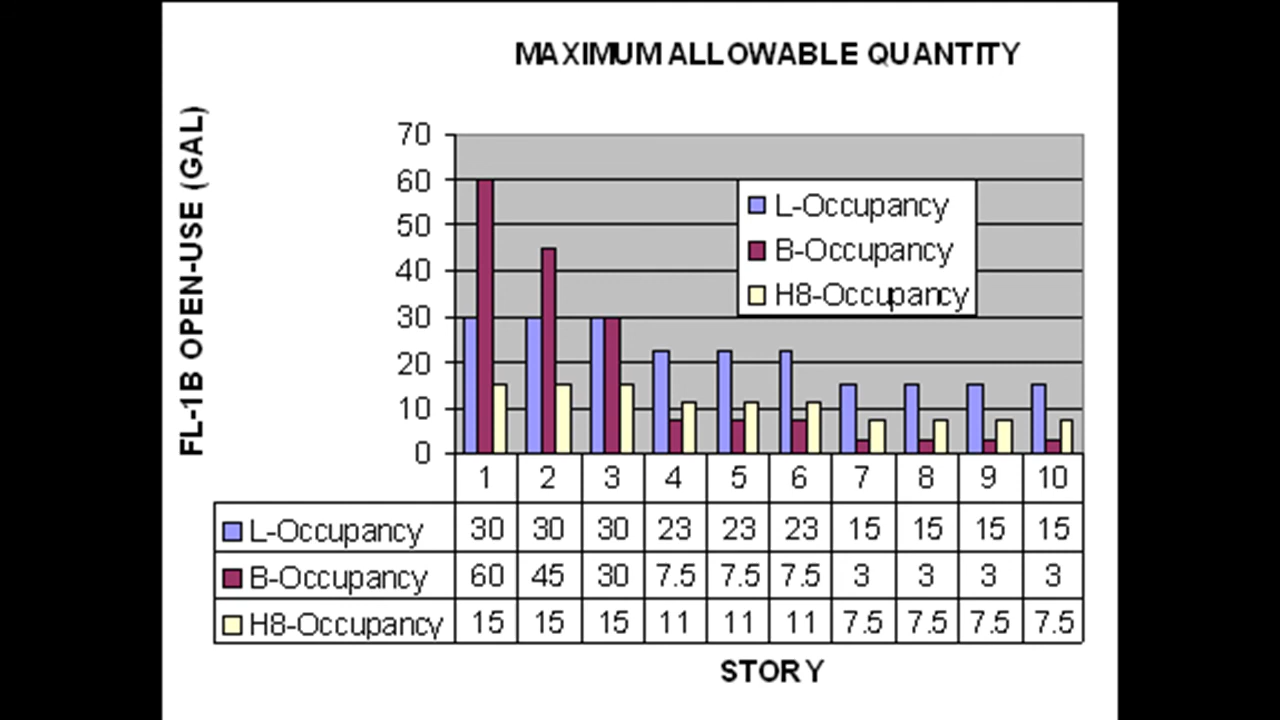 MAXIMUM ALLOWABLE QUANTITY
FL-1B OPEN-USE (GAL)
70
60
50
40
30
20
10
0
L-Occupancy
B-Occupancy
H8-Occupancy
1 2 3 4 5 6 7 8 9 10
L-Occupancy 30 30 30 23 23 23 15 15 15 15
B-Occupancy 60 45 30 7.5 7.5 7.5 3 3 3 3
H8-Occupancy 15 15 15 11 11 11 7.5 7.5 7.5 7.5
STORY